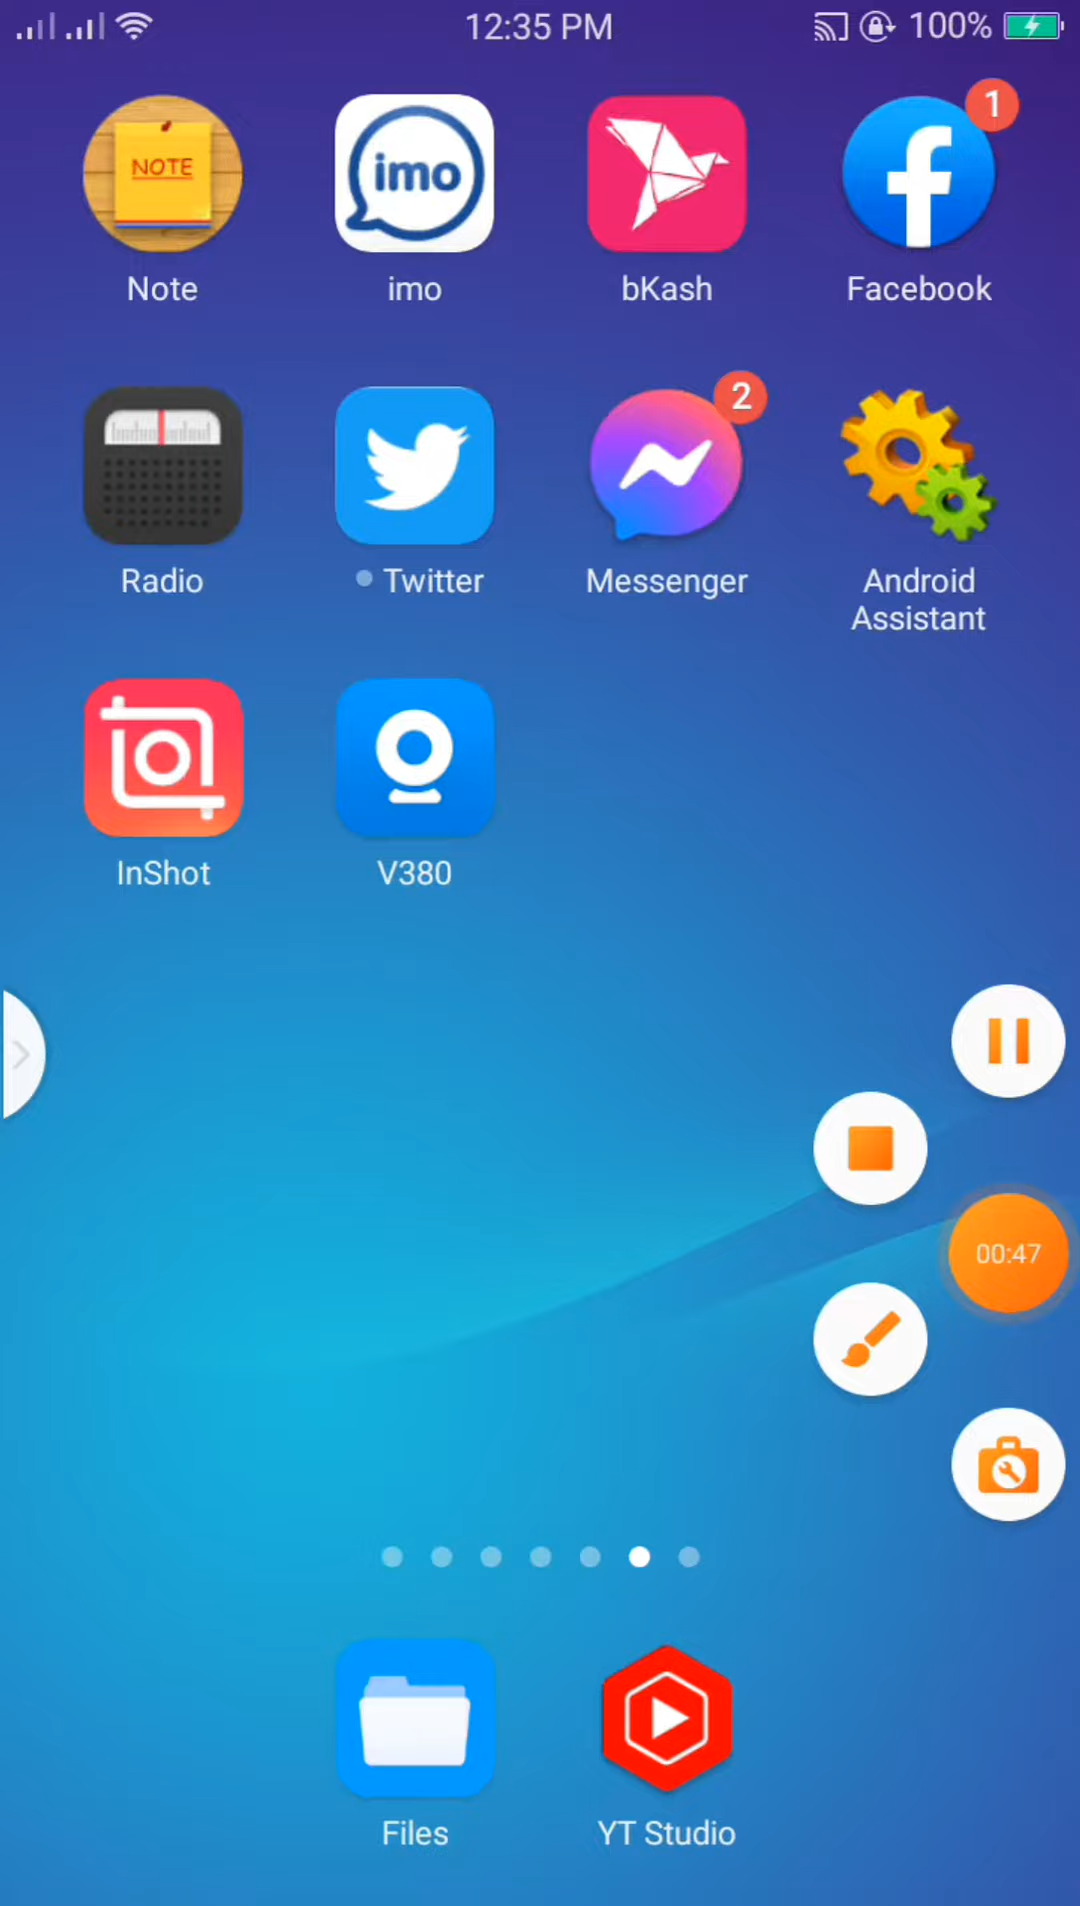 12:35 PM
100%
NOTE
imo
1
Note
imo
bKash
Facebook
2
Radio
Twitter
Messenger
Android
Assistant
InShot
V380
00:47
Files
YT Studio